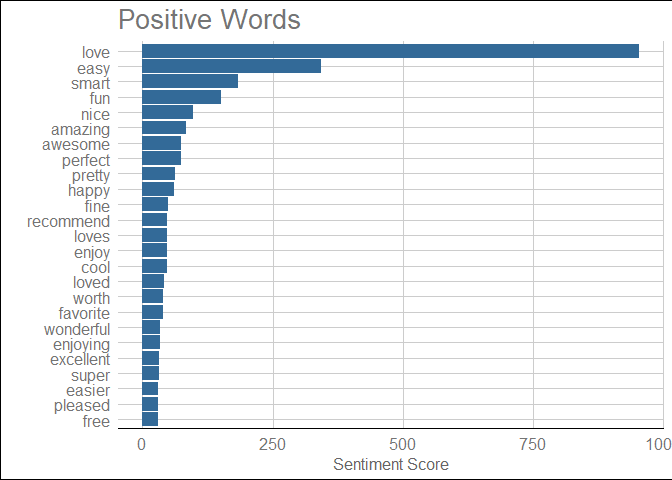 Positive Words
love
easy
smart
fun
nice
amazing
awesome
perfect
pretty
happy
fine
recommend
loves
enjoy
cool
loved
worth
favorite
wonderful
enjoying
excellent
super
easier
pleased
free
0 250 500 750 100
Sentiment Score